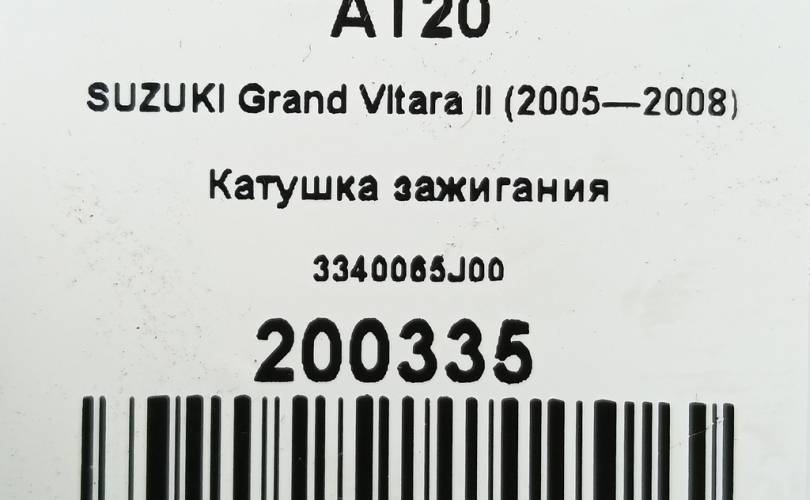 AT20
SUZUKI Grand VItara II (2005—2008)
Катушка зажигания
3340065J00
200335